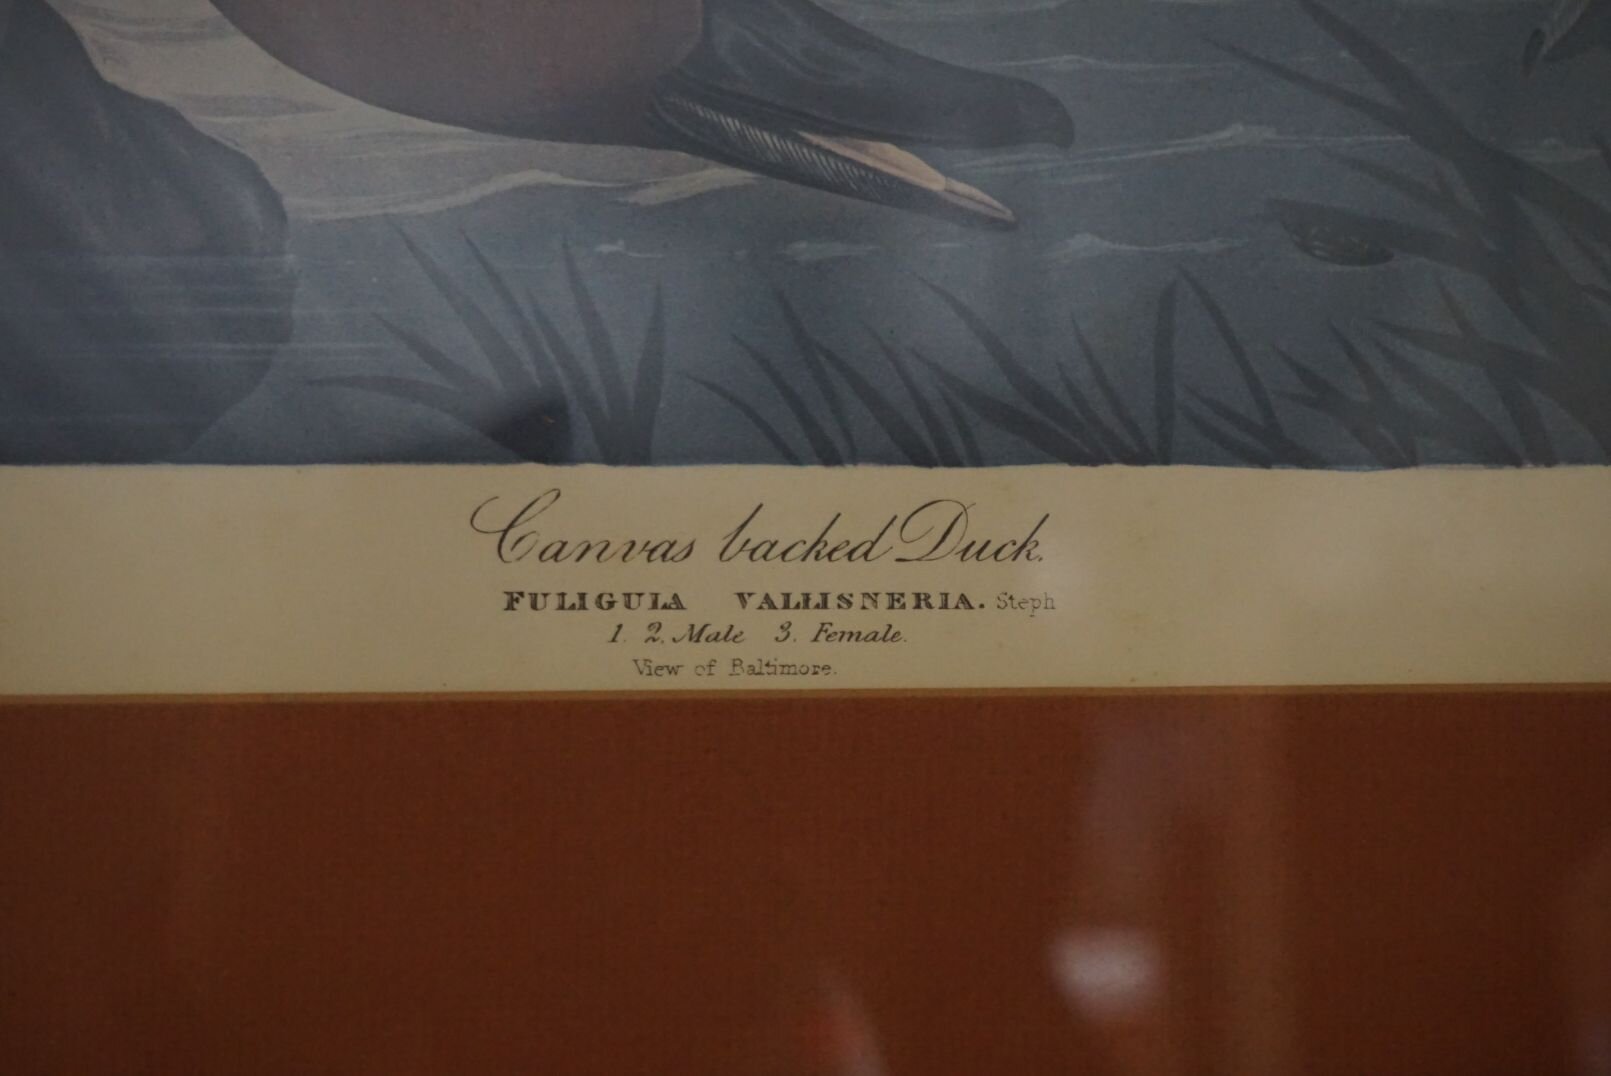 Canvas backed Duck.
FULIGULA VALLISNERIA. Steph
1. 2. Male 3. Female.
View of Baltimore.